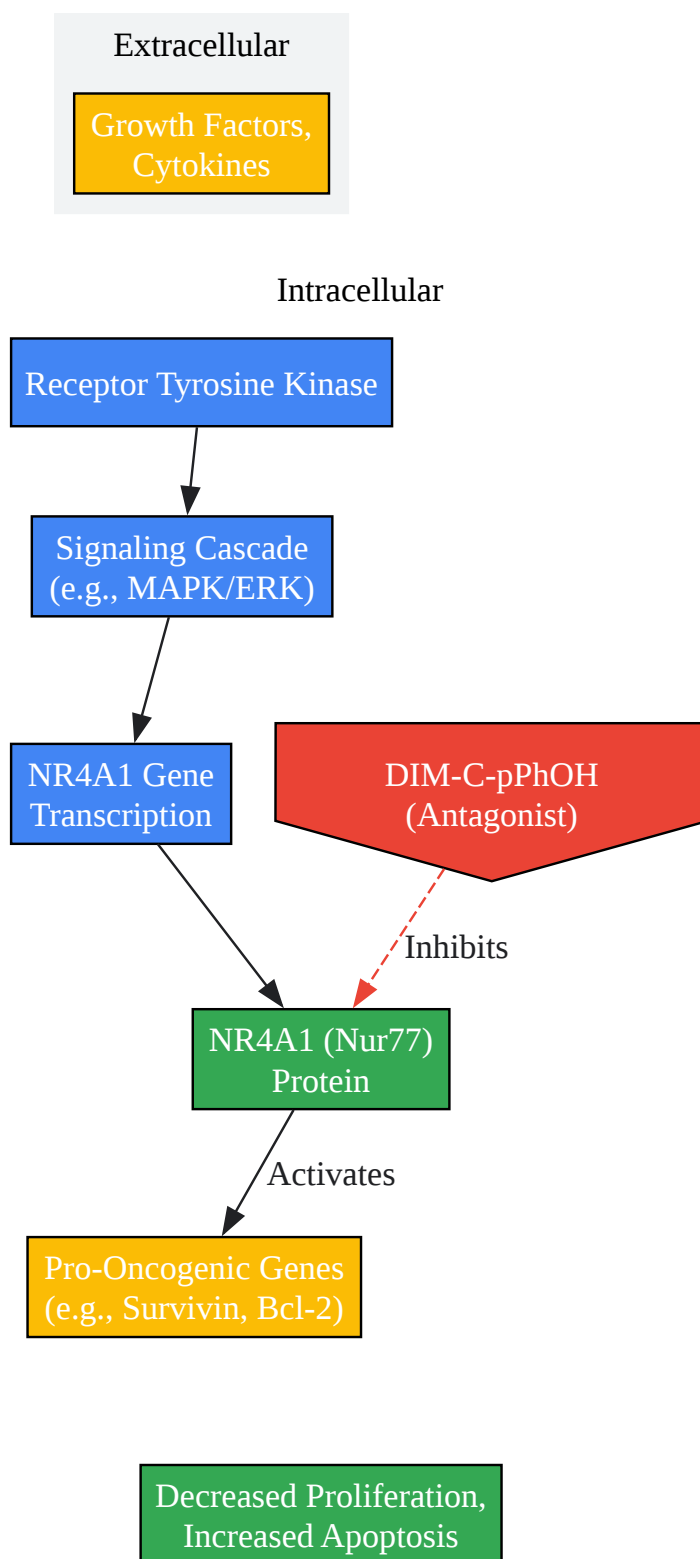 Extracellular
Growth Factors,
Cytokines
Intracellular
Receptor Tyrosine Kinase
Signaling Cascade
(e.g., MAPK/ERK)
NR4A1 Gene
Transcription
DIM-C-pPhOH
(Antagonist)
Inhibits
NR4A1 (Nur77)
Protein
Activates
Pro-Oncogenic Genes
(e.g., Survivin, Bcl-2)
Decreased Proliferation,
Increased Apoptosis